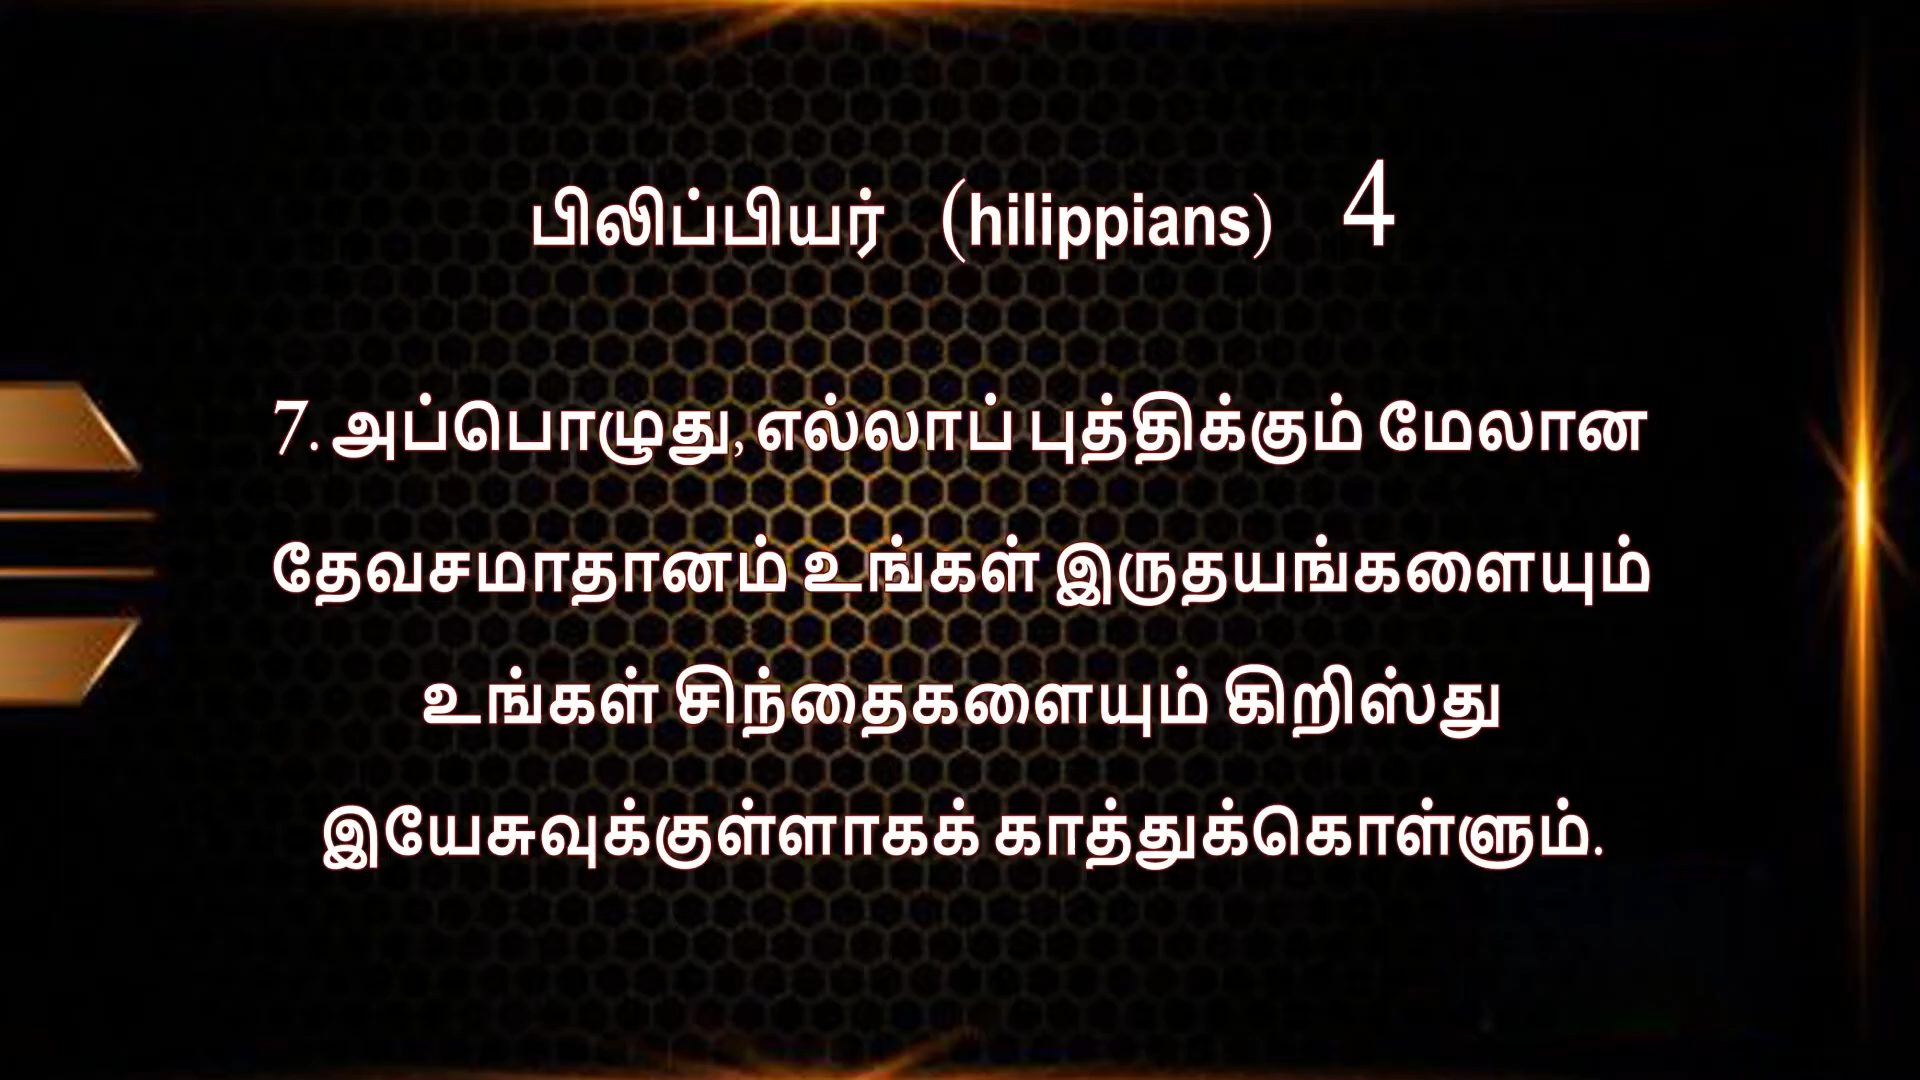 பிலிப்பியர் (hilippians) 4
7. அப்பொழுது, எல்லாப் புத்திக்கும் மேலான
தேவசமாதானம் உங்கள் இருதயங்களையும்
உங்கள் சிந்தைகளையும் கிறிஸ்து
இயேசுவுக்குள்ளாகக் காத்துக்கொள்ளும்.